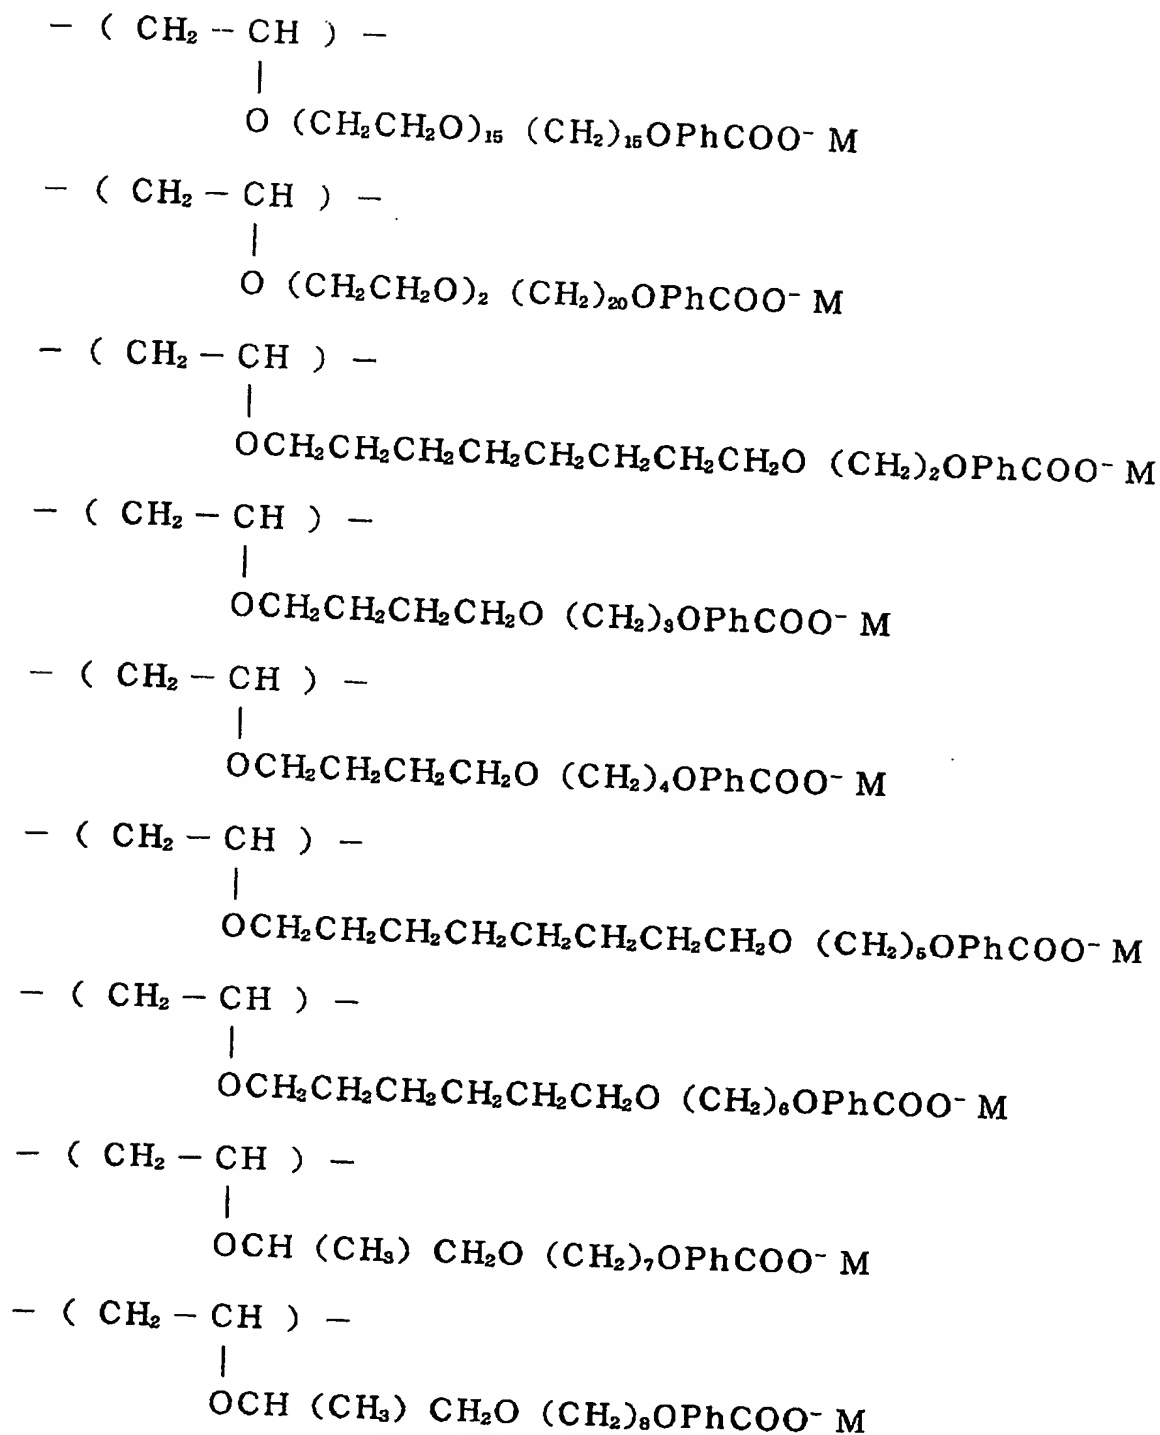 － ( CH₂ － CH ) －
|
O (CH₂CH₂O)₁₅ (CH₂)₁₅OPhCOO⁻ M
－ ( CH₂ － CH ) －
|
O (CH₂CH₂O)₂ (CH₂)₂₀OPhCOO⁻ M
－ ( CH₂ － CH ) －
|
OCH₂CH₂CH₂CH₂CH₂CH₂CH₂CH₂O (CH₂)₂OPhCOO⁻ M
－ ( CH₂ － CH ) －
|
OCH₂CH₂CH₂CH₂O (CH₂)₃OPhCOO⁻ M
－ ( CH₂ － CH ) －
|
OCH₂CH₂CH₂CH₂O (CH₂)₄OPhCOO⁻ M
－ ( CH₂ － CH ) －
|
OCH₂CH₂CH₂CH₂CH₂CH₂CH₂CH₂O (CH₂)₅OPhCOO⁻ M
－ ( CH₂ － CH ) －
|
OCH₂CH₂CH₂CH₂CH₂CH₂O (CH₂)₆OPhCOO⁻ M
－ ( CH₂ － CH ) －
|
OCH (CH₃) CH₂O (CH₂)₇OPhCOO⁻ M
－ ( CH₂ － CH ) －
|
OCH (CH₃) CH₂O (CH₂)₈OPhCOO⁻ M